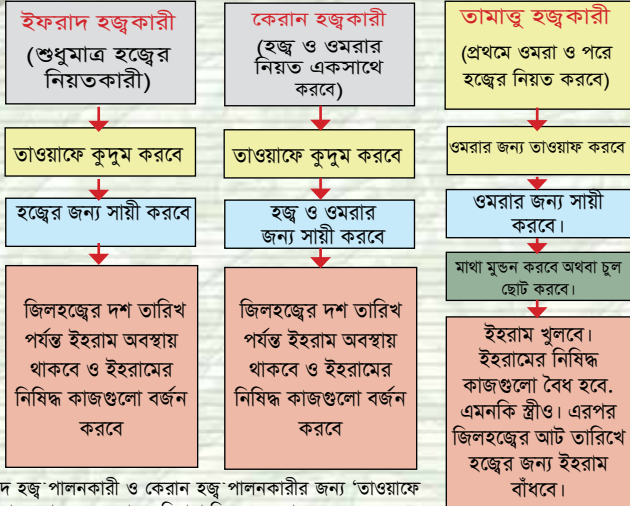 ইফরাদ হজ্বকারী
(শুধুমাত্র হজ্বের
নিয়তকারী)
তাওয়াফে কুদুম করবে
হজ্বের জন্য সায়ী করবে
জিলহজ্বের দশ তারিখ
পর্যন্ত ইহরাম অবস্থায়
থাকবে ও ইহরামের
নিষিদ্ধ কাজগুলো বর্জন
করবে
কেরান হজ্বকারী
(হজ্ব ও ওমরার
নিয়ত একসাথে
করবে)
তাওয়াফে কুদুম করবে
হজ্ব ও ওমরার
জন্য সায়ী করবে
জিলহজ্বের দশ তারিখ
পর্যন্ত ইহরাম অবস্থায়
থাকবে ও ইহরামের
নিষিদ্ধ কাজগুলো বর্জন
করবে
তামাত্তু হজ্বকারী
(প্রথমে ওমরা ও পরে
হজ্বের নিয়ত করবে)
ওমরার জন্য তাওয়াফ করবে
ওমরার জন্য সায়ী
করবে।
মাথা মুন্ডন করবে অথবা চুল
ছোট করবে।
ইহরাম খুলবে।
ইহরামের নিষিদ্ধ
কাজগুলো বৈধ হবে.
এমনকি স্ত্রীও। এরপর
জিলহজ্বের আট তারিখে
হজ্বের জন্য ইহরাম
বাঁধবে।
হজ্ব পালনকারী ও কেরান হজ্ব পালনকারীর জন্য ‘তাওয়াফে